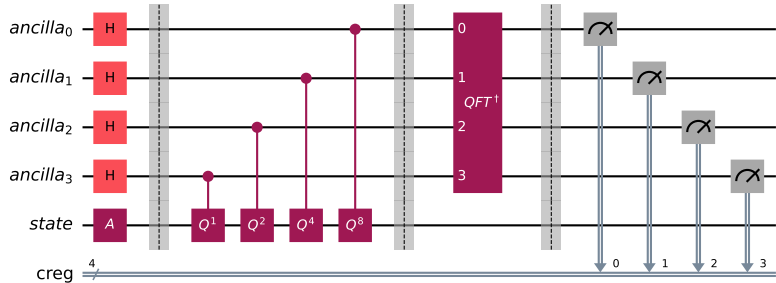 ancilla₀ H 0
ancilla₁ H 1
QFT†
ancilla₂ H 2
ancilla₃ H 3
state A Q¹ Q² Q⁴ Q⁸
4 0 1 2 3
creg